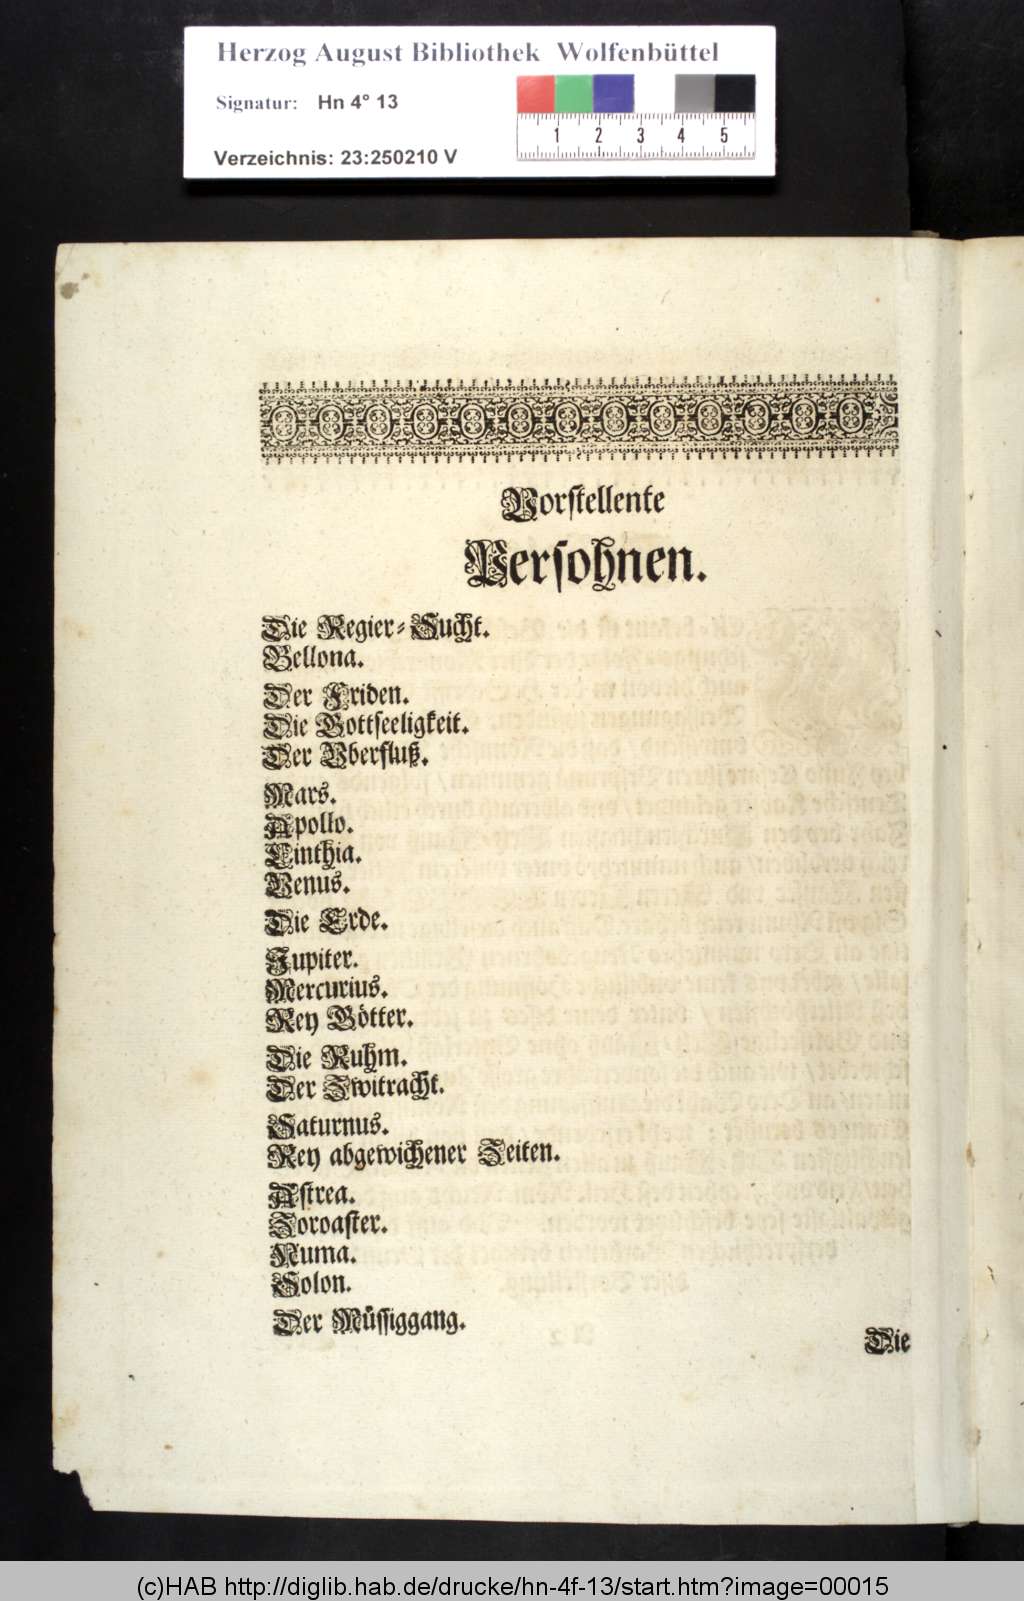 Herzog August Bibliothek Wolfenbüttel
Signatur: Hn 4° 13
Verzeichnis: 23:250210 V
1 2 3 4 5
Vorstellente
Persohnen.
Die Regier-Sucht.
Bellona.
Der Friden.
Die Gottseeligkeit.
Der Vberfluß.
Mars.
Apollo.
Cinthia.
Venus.
Die Erde.
Jupiter.
Mercurius.
Rey Götter.
Die Ruhm.
Der Zwitracht.
Saturnus.
Rey abgewichener Zeiten.
Astrea.
Zoroaster.
Numa.
Solon.
Der Müssiggang.
Die
(c)HAB http://diglib.hab.de/drucke/hn-4f-13/start.htm?image=00015